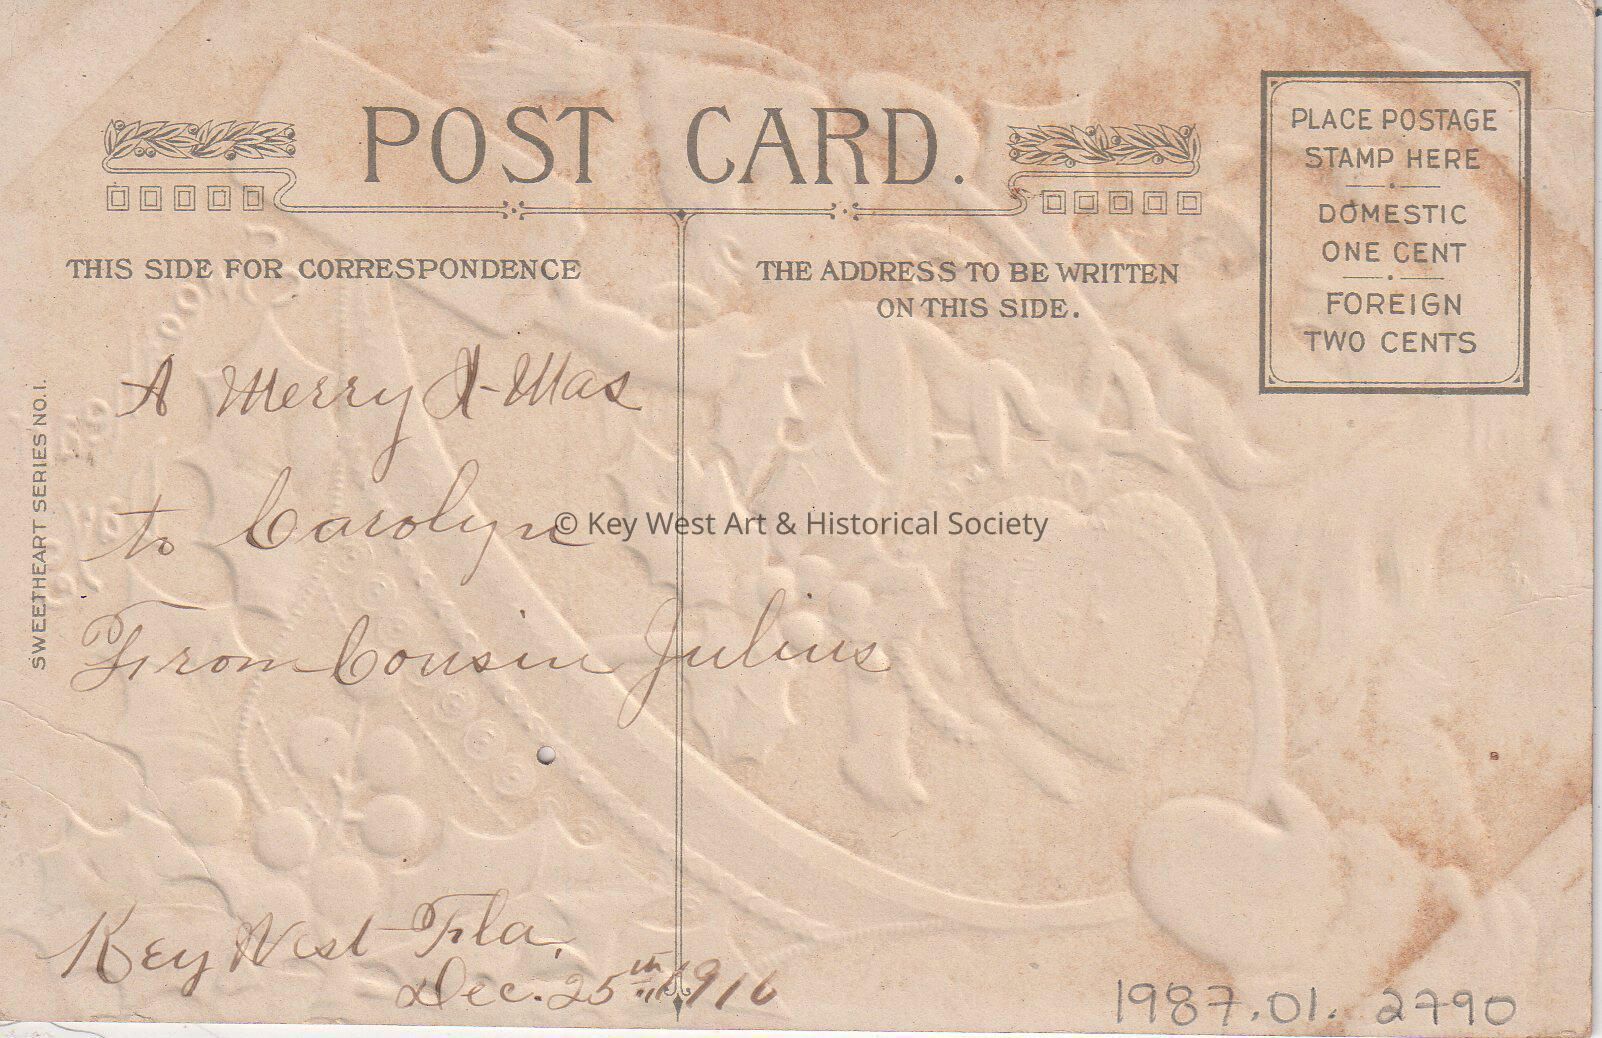 POST CARD.
THIS SIDE FOR CORRESPONDENCE
THE ADDRESS TO BE WRITTEN
ON THIS SIDE.
PLACE POSTAGE
STAMP HERE
DOMESTIC
ONE CENT
FOREIGN
TWO CENTS
SWEETHEART SERIES NO. 1.
A Merry X-Mas
to Carolyn
© Key West Art & Historical Society
From Cousin Julius
Key West Fla.
Dec. 25th 1916
1987.01.2790